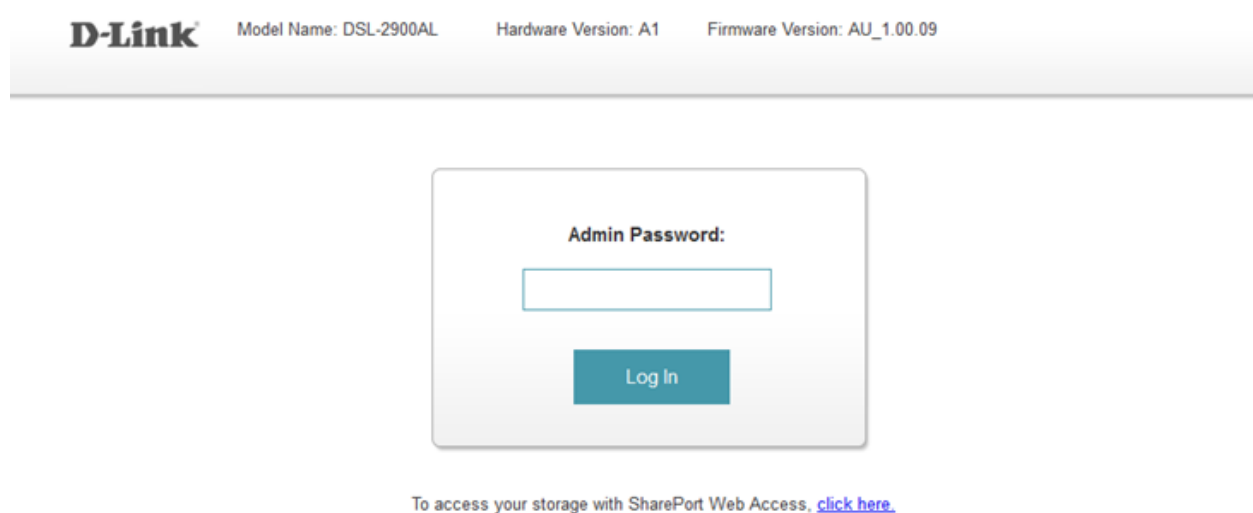 D-Link Model Name: DSL-2900AL Hardware Version: A1 Firmware Version: AU_1.00.09
Admin Password:
Log In
To access your storage with SharePort Web Access, click here.